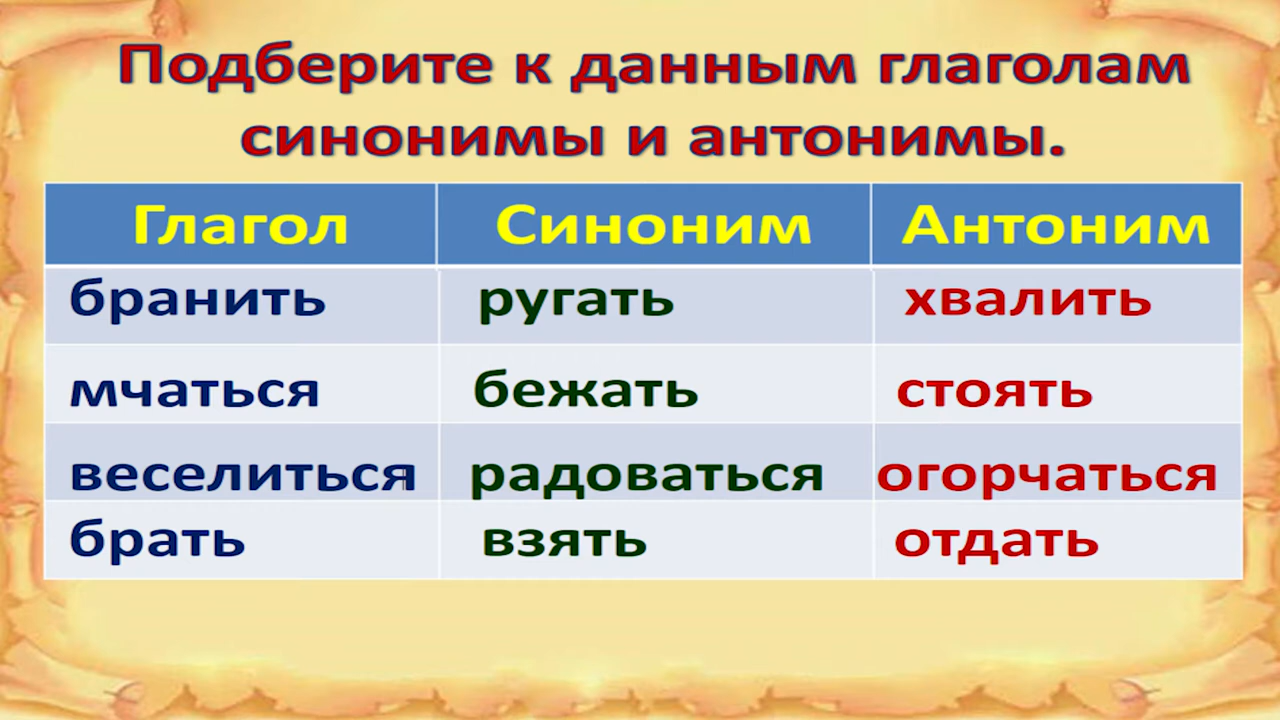 Подберите к данным глаголам
синонимы и антонимы.
Глагол Синоним Антоним
бранить ругать хвалить
мчаться бежать стоять
веселиться радоваться огорчаться
брать взять отдать